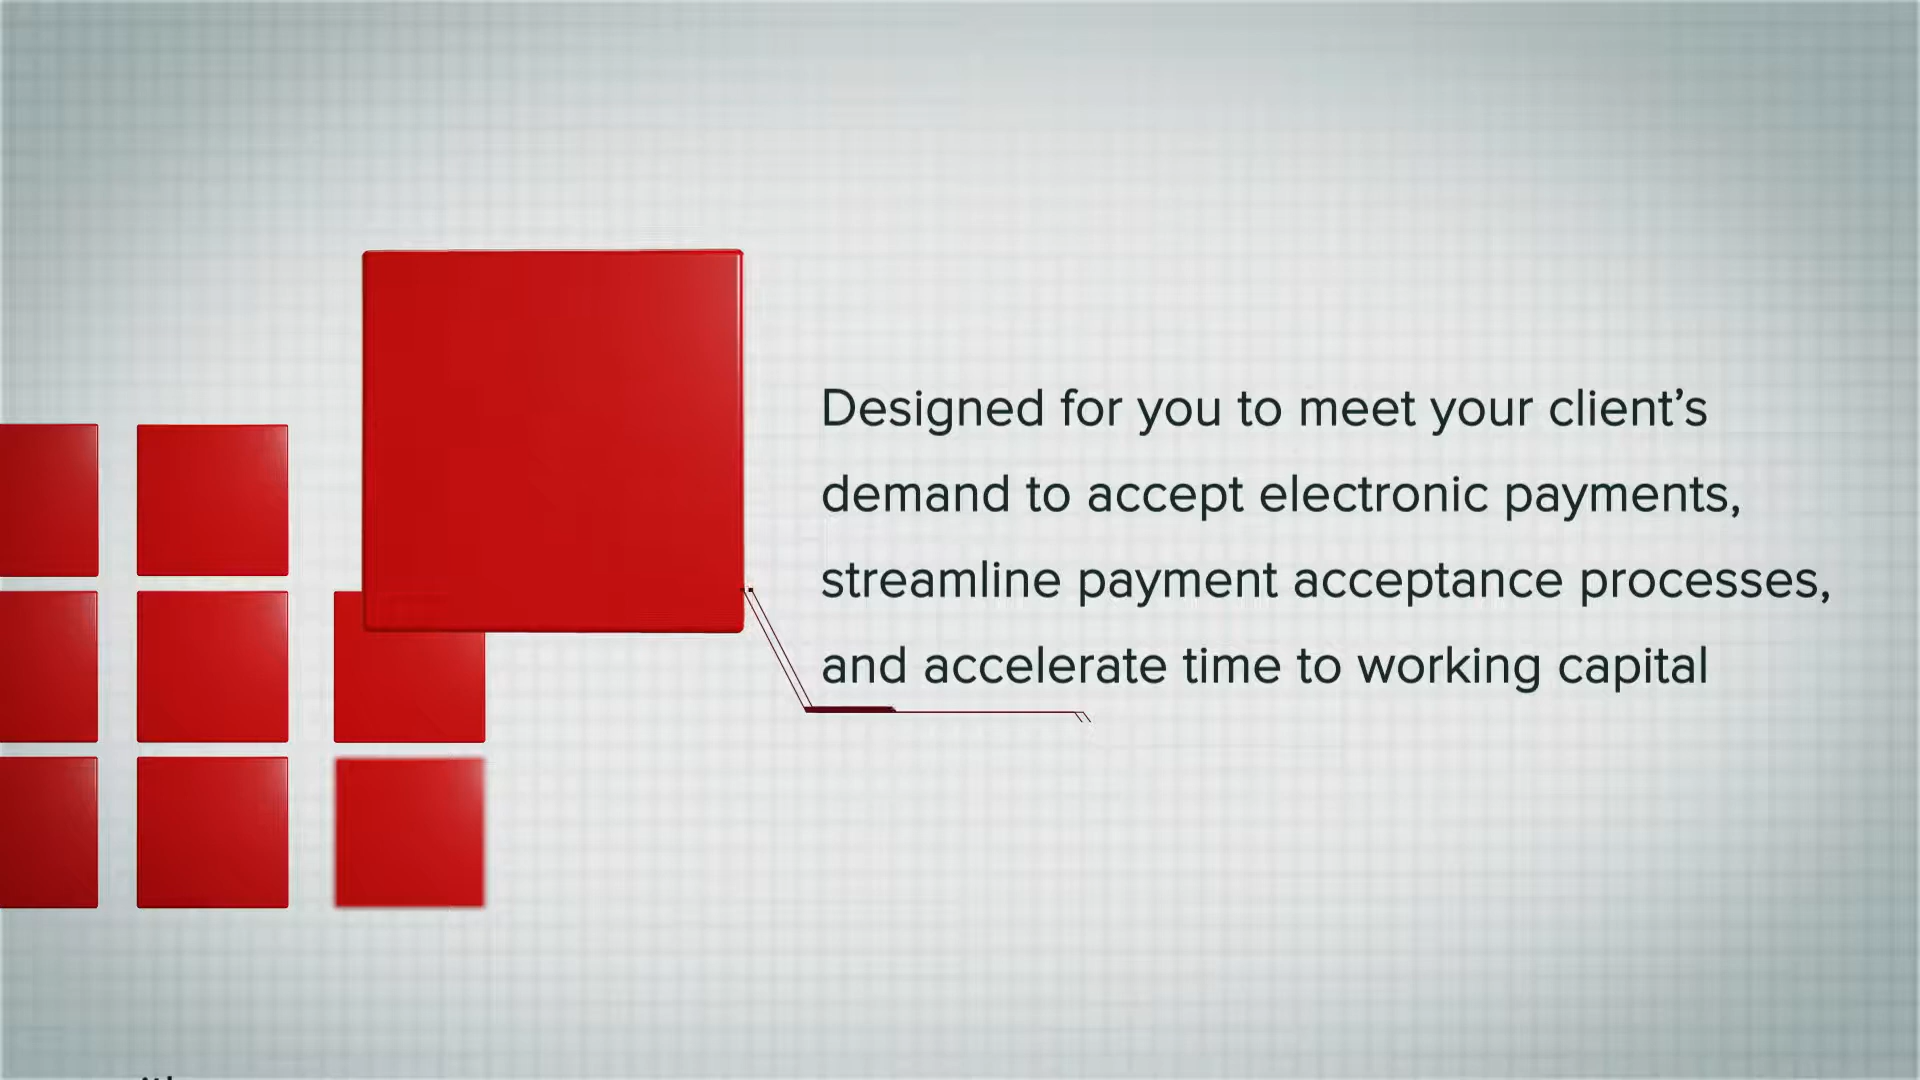 Designed for you to meet your client’s
demand to accept electronic payments,
streamline payment acceptance processes,
and accelerate time to working capital